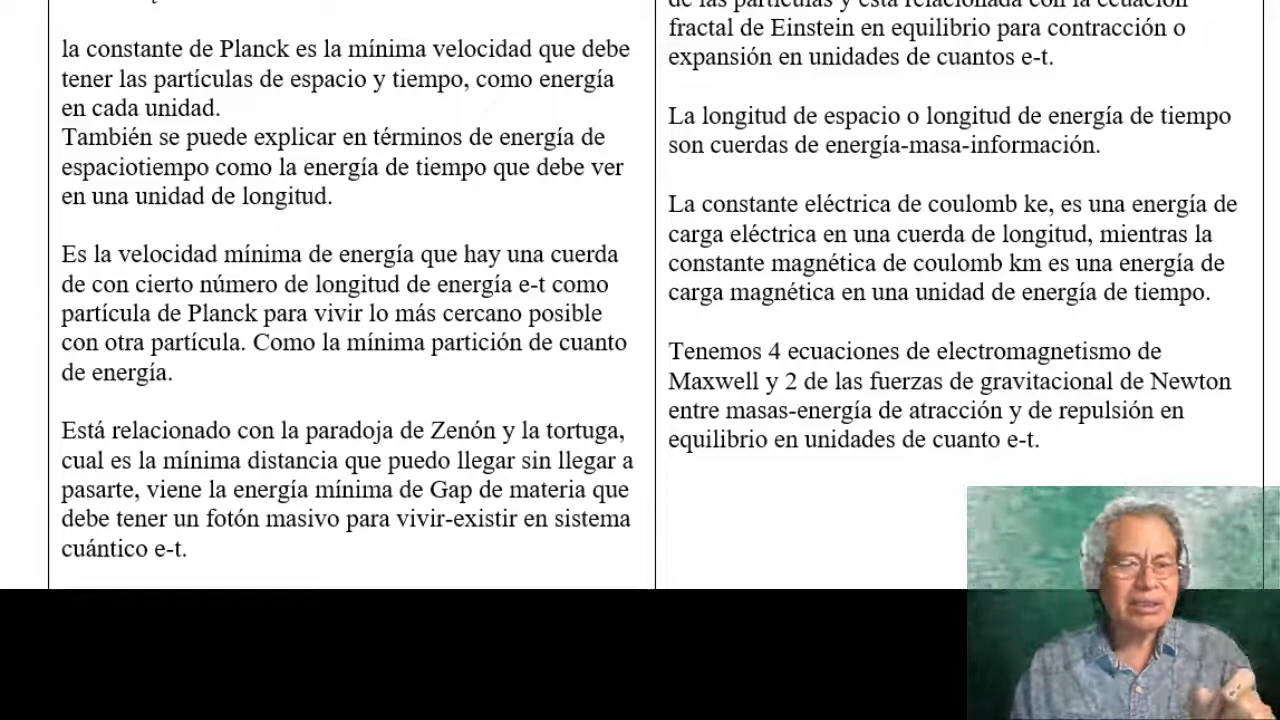 la constante de Planck es la mínima velocidad que debe
tener las partículas de espacio y tiempo, como energía
en cada unidad.
También se puede explicar en términos de energía de
espaciotiempo como la energía de tiempo que debe ver
en una unidad de longitud.
Es la velocidad mínima de energía que hay una cuerda
de con cierto número de longitud de energía e-t como
partícula de Planck para vivir lo más cercano posible
con otra partícula. Como la mínima partición de cuanto
de energía.
Está relacionado con la paradoja de Zenón y la tortuga,
cual es la mínima distancia que puedo llegar sin llegar a
pasarte, viene la energía mínima de Gap de materia que
debe tener un fotón masivo para vivir-existir en sistema
cuántico e-t.
de las partículas y está relacionada con la ecuación
fractal de Einstein en equilibrio para contracción o
expansión en unidades de cuantos e-t.
La longitud de espacio o longitud de energía de tiempo
son cuerdas de energía-masa-información.
La constante eléctrica de coulomb ke, es una energía de
carga eléctrica en una cuerda de longitud, mientras la
constante magnética de coulomb km es una energía de
carga magnética en una unidad de energía de tiempo.
Tenemos 4 ecuaciones de electromagnetismo de
Maxwell y 2 de las fuerzas de gravitacional de Newton
entre masas-energía de atracción y de repulsión en
equilibrio en unidades de cuanto e-t.